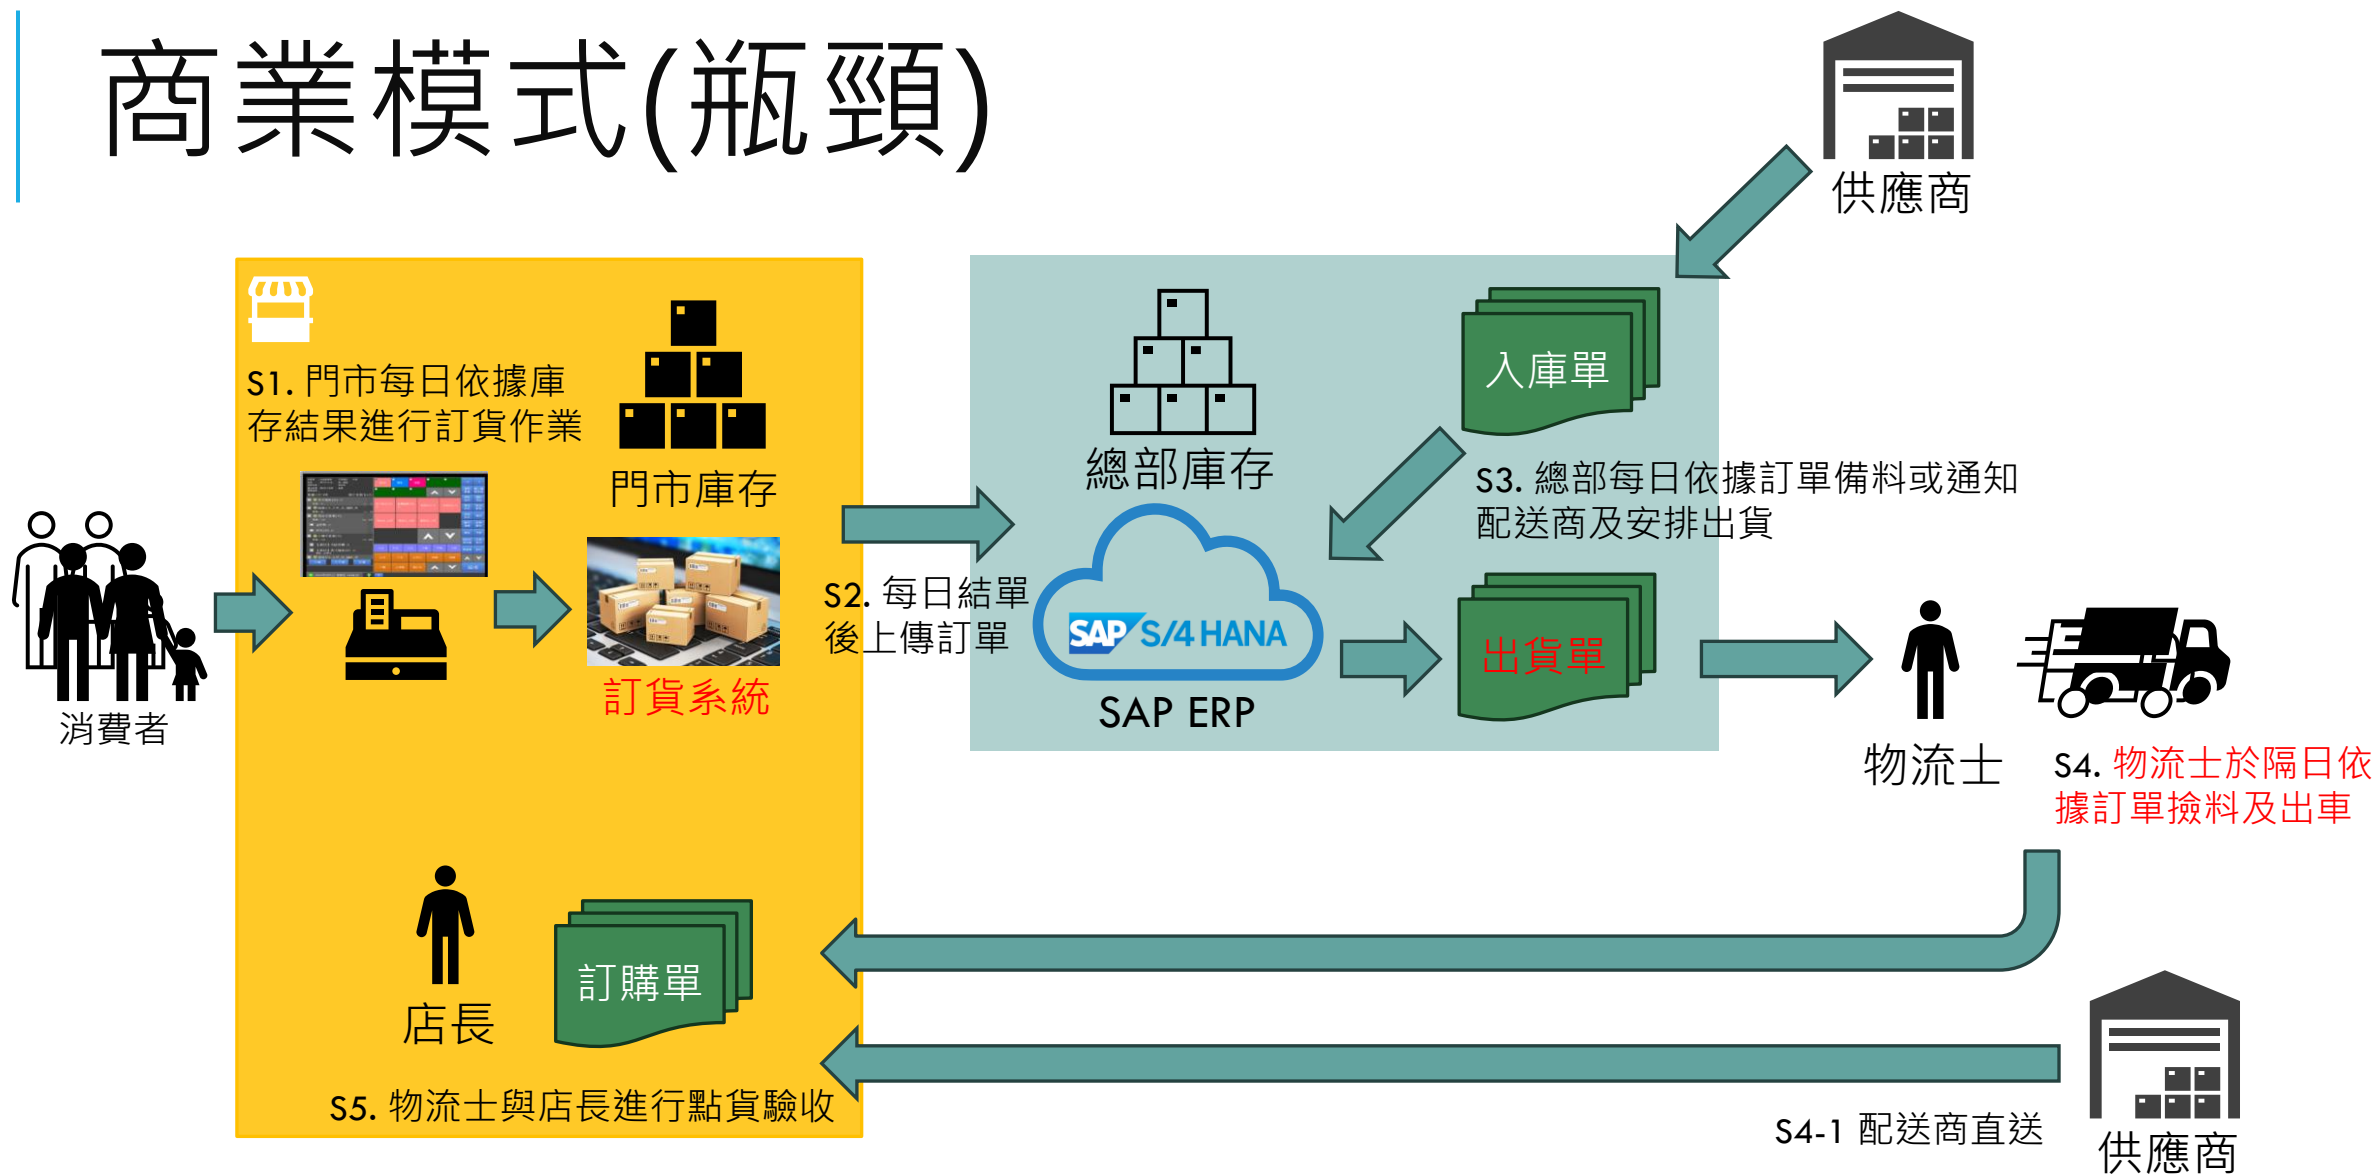 商業模式(瓶頸)
供應商
S1. 門市每日依據庫
存結果進行訂貨作業
門市庫存
訂貨系統
消費者
S2. 每日結單
後上傳訂單
總部庫存
SAP S/4HANA
SAP ERP
入庫單
S3. 總部每日依據訂單備料或通知
配送商及安排出貨
出貨單
物流士
S4. 物流士於隔日依
據訂單撿料及出車
店長
訂購單
S5. 物流士與店長進行點貨驗收
S4-1 配送商直送
供應商